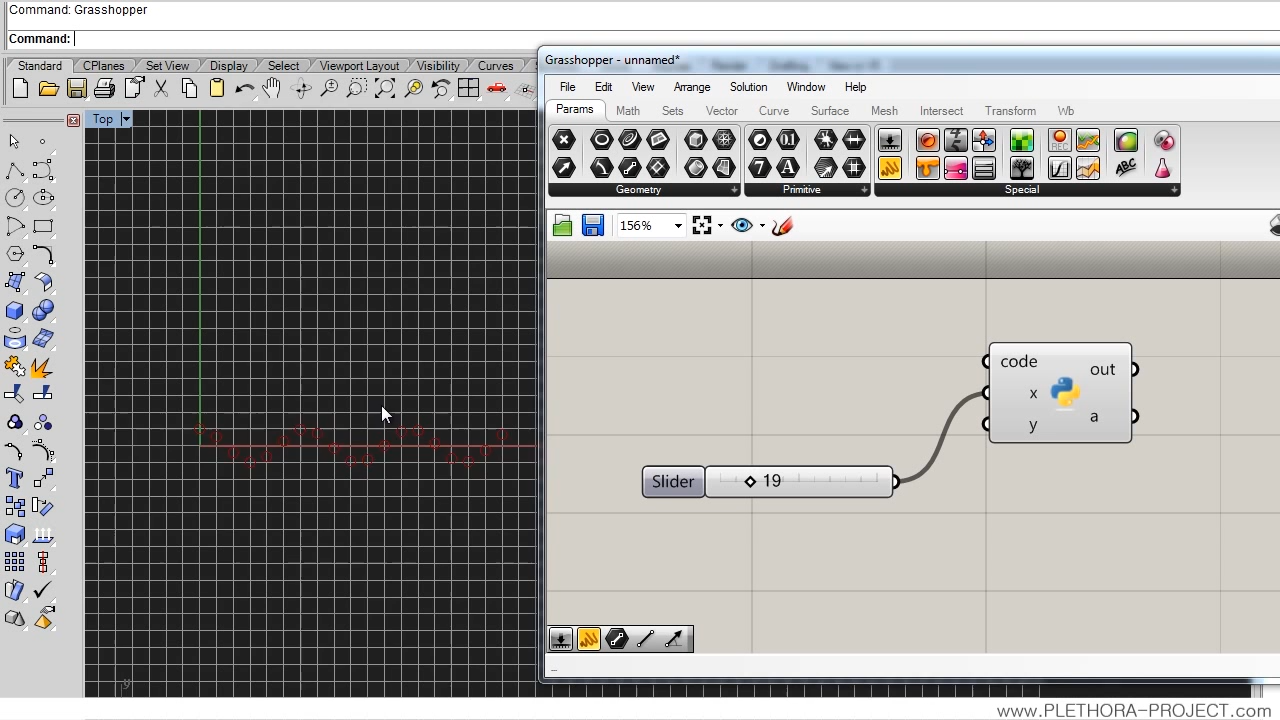 Command: Grasshopper
Command:
Standard CPlanes Set View Display Select Viewport Layout Visibility Curves
Top
Grasshopper - unnamed*
File Edit View Arrange Solution Window Help
Params Math Sets Vector Curve Surface Mesh Intersect Transform Wb
Geometry Primitive Special
156%
code
x
y
out
a
Slider 19
www.PLETHORA-PROJECT.com